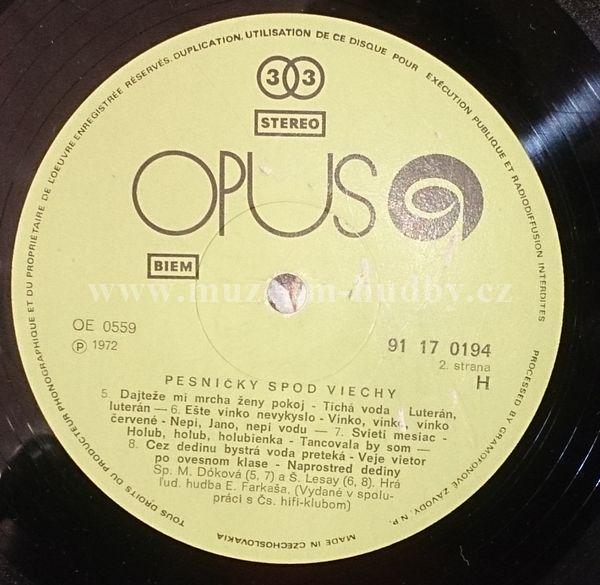 TOUS DROITS DU PRODUCTEUR PHONOGRAPHIQUE ET DU PROPRIETAIRE DE L'OEUVRE ENREGISTRÉE RÉSERVÉS. DUPLICATION, UTILISATION DE CE DISQUE POUR EXÉCUTION PUBLIQUE ET RADIODIFFUSION INTERDITES
33
STEREO
OPUS
BIEM
www.muzeum-hudby.cz
OE 0559
℗ 1972
91 17 0194
2. strana
H
PESNIČKY SPOD VIECHY
5. Dajteže mi mrcha ženy pokoj - Tichá voda - Luterán,
luterán — 6. Ešte vinko nevykyslo - Vínko, vínko, vínko
červené - Nepi, Jano, nepi vodu — 7. Svieti mesiac -
Holub, holub, holubienka - Tancovala by som —
8. Cez dedinu bystrá voda preteká - Veje vietor
po ovesnom klase - Naprostred dediny
Sp. M. Dóková (5, 7) a Š. Lesay (6, 8). Hrá
ľud. hudba E. Farkaša. (Vydané v spolu-
práci s Čs. hifi-klubom)
MADE IN CZECHOSLOVAKIA
PROCESSED BY GRAMOFONOVÉ ZÁVODY, N. P.